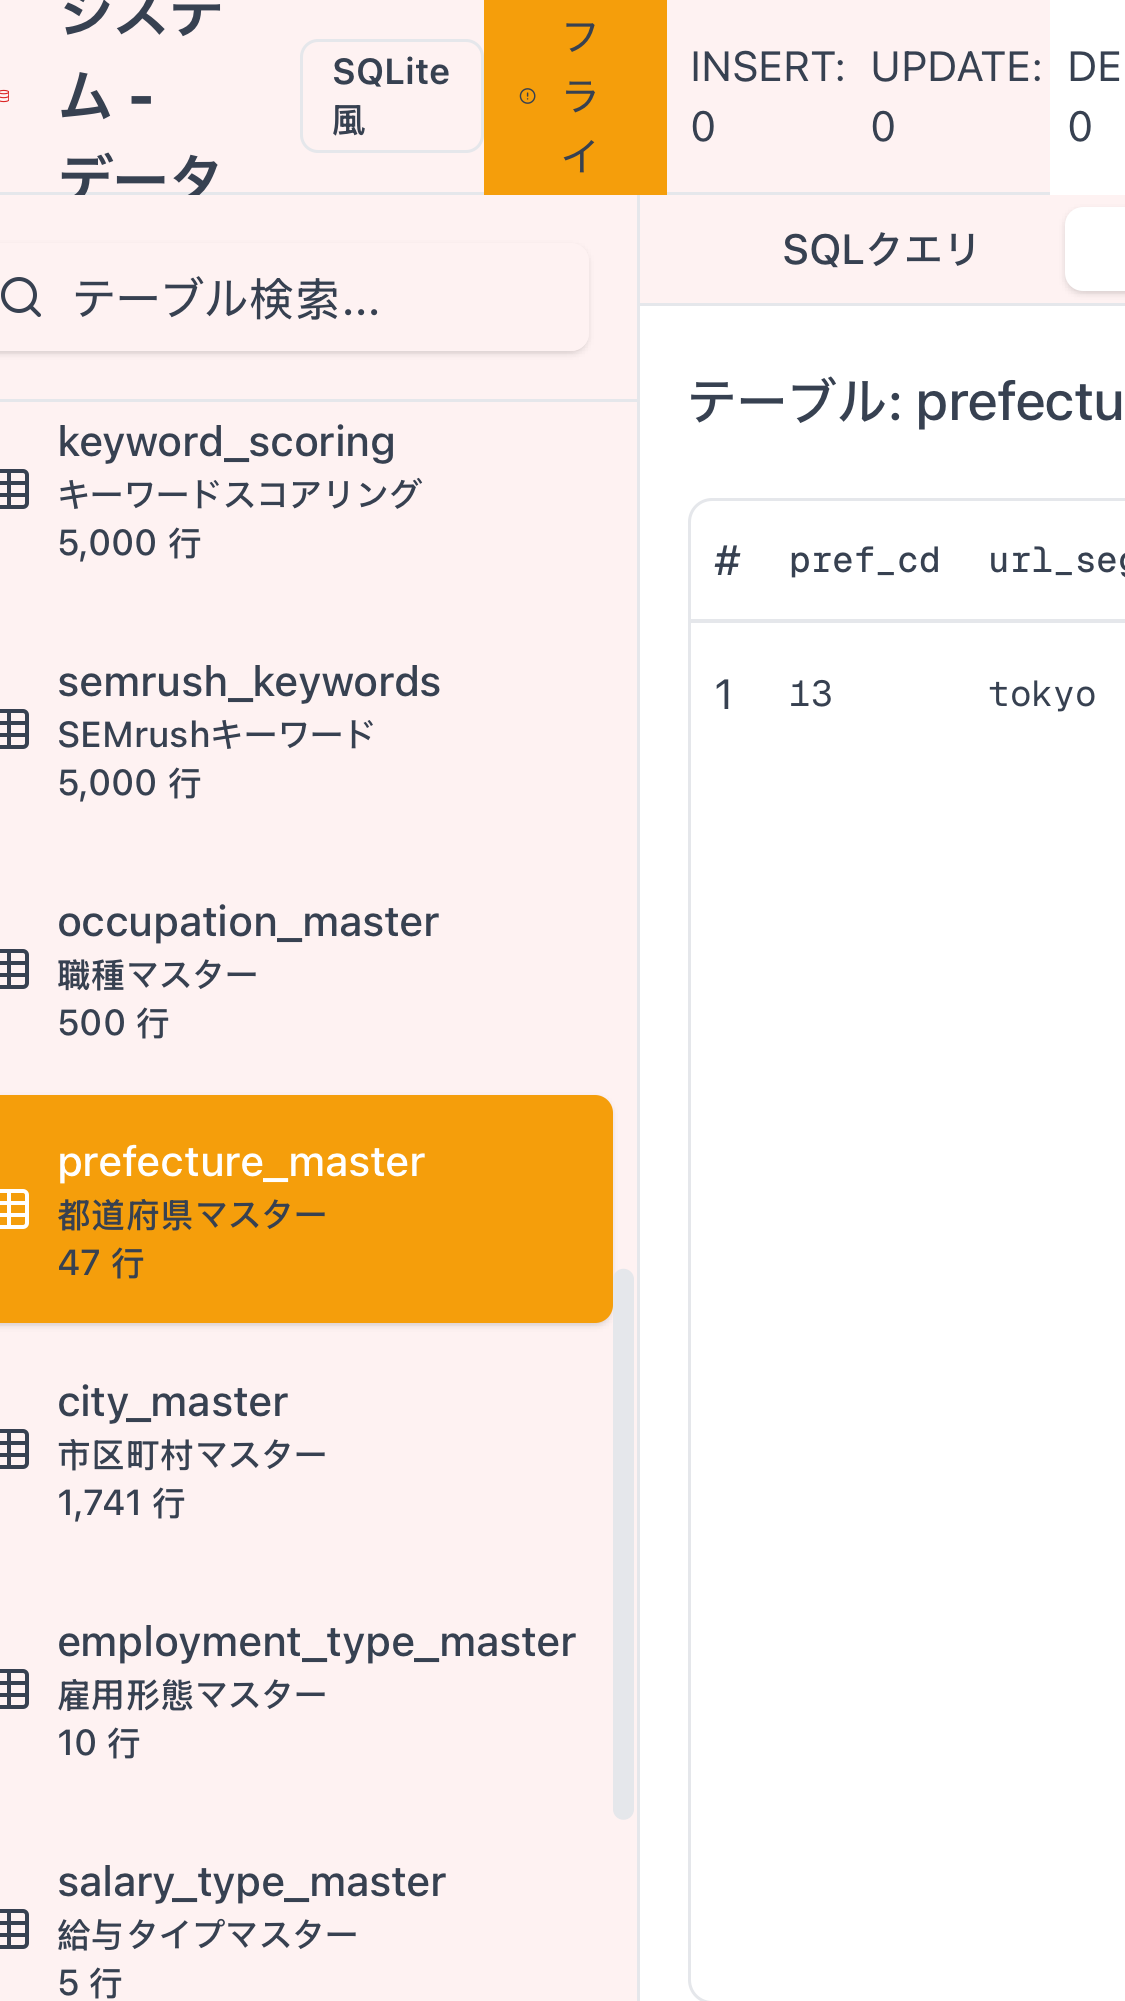 システ
ム -
データ
SQLite
風
フ
ラ
イ
INSERT:
0
UPDATE:
0
DE
0
テーブル検索...
SQLクエリ
keyword_scoring
キーワードスコアリング
5,000 行
semrush_keywords
SEMrushキーワード
5,000 行
occupation_master
職種マスター
500 行
prefecture_master
都道府県マスター
47 行
city_master
市区町村マスター
1,741 行
employment_type_master
雇用形態マスター
10 行
salary_type_master
給与タイプマスター
5 行
テーブル: prefectu
# pref_cd url_seg
1 13 tokyo